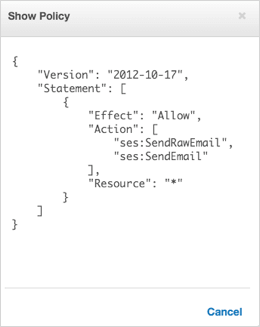 Show Policy ×
{
    "Version": "2012-10-17",
    "Statement": [
        {
            "Effect": "Allow",
            "Action": [
                "ses:SendRawEmail",
                "ses:SendEmail"
            ],
            "Resource": "*"
        }
    ]
}
Cancel